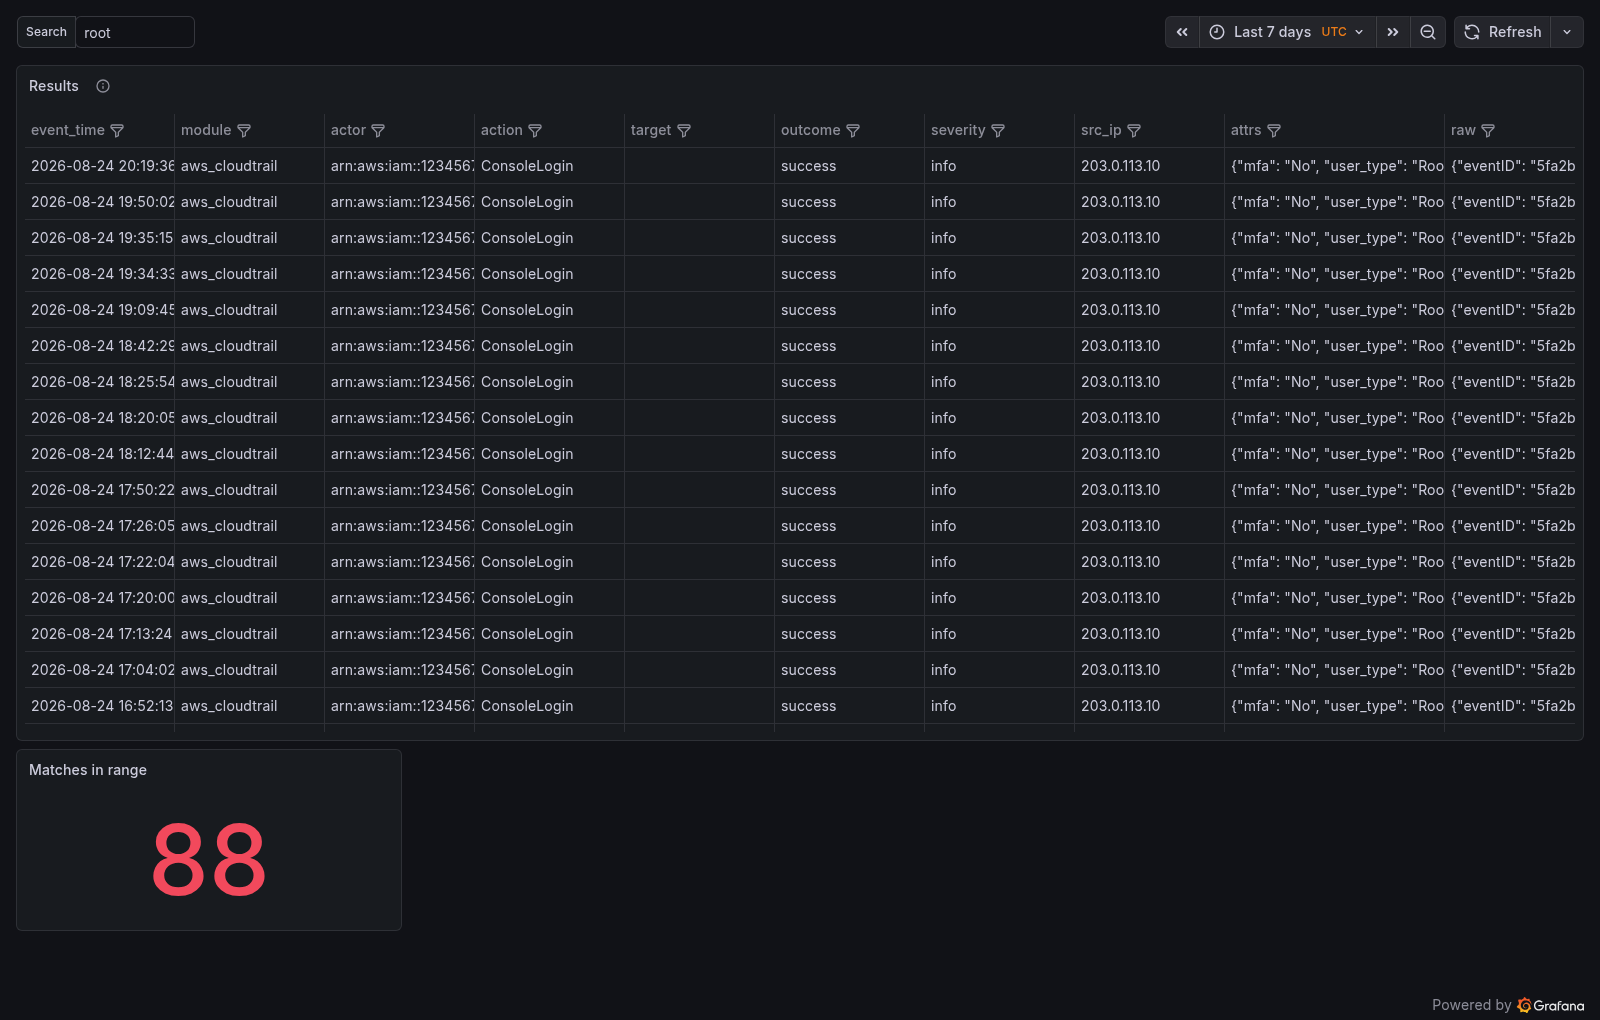 Search root Last 7 days UTC Refresh
Results
event_time module actor action target outcome severity src_ip attrs raw
2026-08-24 20:19:36 aws_cloudtrail arn:aws:iam::1234567 ConsoleLogin success info 203.0.113.10 {"mfa": "No", "user_type": "Roo {"eventID": "5fa2b
2026-08-24 19:50:02 aws_cloudtrail arn:aws:iam::1234567 ConsoleLogin success info 203.0.113.10 {"mfa": "No", "user_type": "Roo {"eventID": "5fa2b
2026-08-24 19:35:15 aws_cloudtrail arn:aws:iam::1234567 ConsoleLogin success info 203.0.113.10 {"mfa": "No", "user_type": "Roo {"eventID": "5fa2b
2026-08-24 19:34:33 aws_cloudtrail arn:aws:iam::1234567 ConsoleLogin success info 203.0.113.10 {"mfa": "No", "user_type": "Roo {"eventID": "5fa2b
2026-08-24 19:09:45 aws_cloudtrail arn:aws:iam::1234567 ConsoleLogin success info 203.0.113.10 {"mfa": "No", "user_type": "Roo {"eventID": "5fa2b
2026-08-24 18:42:29 aws_cloudtrail arn:aws:iam::1234567 ConsoleLogin success info 203.0.113.10 {"mfa": "No", "user_type": "Roo {"eventID": "5fa2b
2026-08-24 18:25:54 aws_cloudtrail arn:aws:iam::1234567 ConsoleLogin success info 203.0.113.10 {"mfa": "No", "user_type": "Roo {"eventID": "5fa2b
2026-08-24 18:20:05 aws_cloudtrail arn:aws:iam::1234567 ConsoleLogin success info 203.0.113.10 {"mfa": "No", "user_type": "Roo {"eventID": "5fa2b
2026-08-24 18:12:44 aws_cloudtrail arn:aws:iam::1234567 ConsoleLogin success info 203.0.113.10 {"mfa": "No", "user_type": "Roo {"eventID": "5fa2b
2026-08-24 17:50:22 aws_cloudtrail arn:aws:iam::1234567 ConsoleLogin success info 203.0.113.10 {"mfa": "No", "user_type": "Roo {"eventID": "5fa2b
2026-08-24 17:26:05 aws_cloudtrail arn:aws:iam::1234567 ConsoleLogin success info 203.0.113.10 {"mfa": "No", "user_type": "Roo {"eventID": "5fa2b
2026-08-24 17:22:04 aws_cloudtrail arn:aws:iam::1234567 ConsoleLogin success info 203.0.113.10 {"mfa": "No", "user_type": "Roo {"eventID": "5fa2b
2026-08-24 17:20:00 aws_cloudtrail arn:aws:iam::1234567 ConsoleLogin success info 203.0.113.10 {"mfa": "No", "user_type": "Roo {"eventID": "5fa2b
2026-08-24 17:13:24 aws_cloudtrail arn:aws:iam::1234567 ConsoleLogin success info 203.0.113.10 {"mfa": "No", "user_type": "Roo {"eventID": "5fa2b
2026-08-24 17:04:02 aws_cloudtrail arn:aws:iam::1234567 ConsoleLogin success info 203.0.113.10 {"mfa": "No", "user_type": "Roo {"eventID": "5fa2b
2026-08-24 16:52:13 aws_cloudtrail arn:aws:iam::1234567 ConsoleLogin success info 203.0.113.10 {"mfa": "No", "user_type": "Roo {"eventID": "5fa2b
Matches in range
88
Powered by Grafana